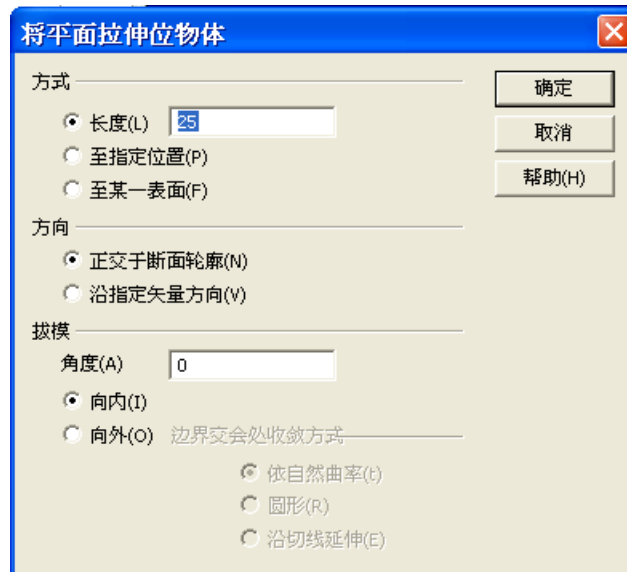 将平面拉伸位物体
方式
确定
长度(L) 25
取消
至指定位置(P)
帮助(H)
至某一表面(F)
方向
正交于断面轮廓(N)
沿指定矢量方向(V)
拔模
角度(A) 0
向内(I)
向外(O) 边界交会处收敛方式
依自然曲率(t)
圆形(R)
沿切线延伸(E)